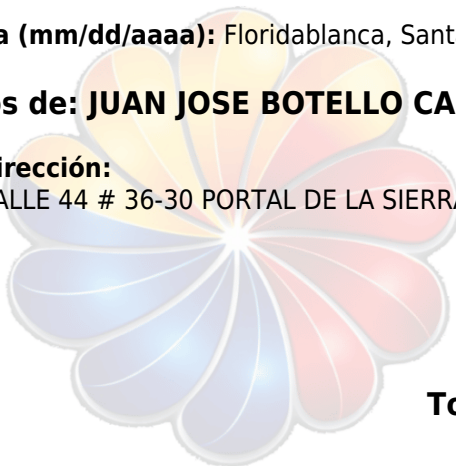 a (mm/dd/aaaa): Floridablanca, Sant
os de: JUAN JOSE BOTELLO CA
irección:
ALLE 44 # 36-30 PORTAL DE LA SIERRA
To